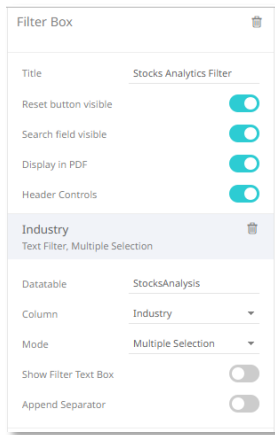 Filter Box
Title Stocks Analytics Filter
Reset button visible
Search field visible
Display in PDF
Header Controls
Industry
Text Filter, Multiple Selection
Datatable StocksAnalysis
Column Industry
Mode Multiple Selection
Show Filter Text Box
Append Separator